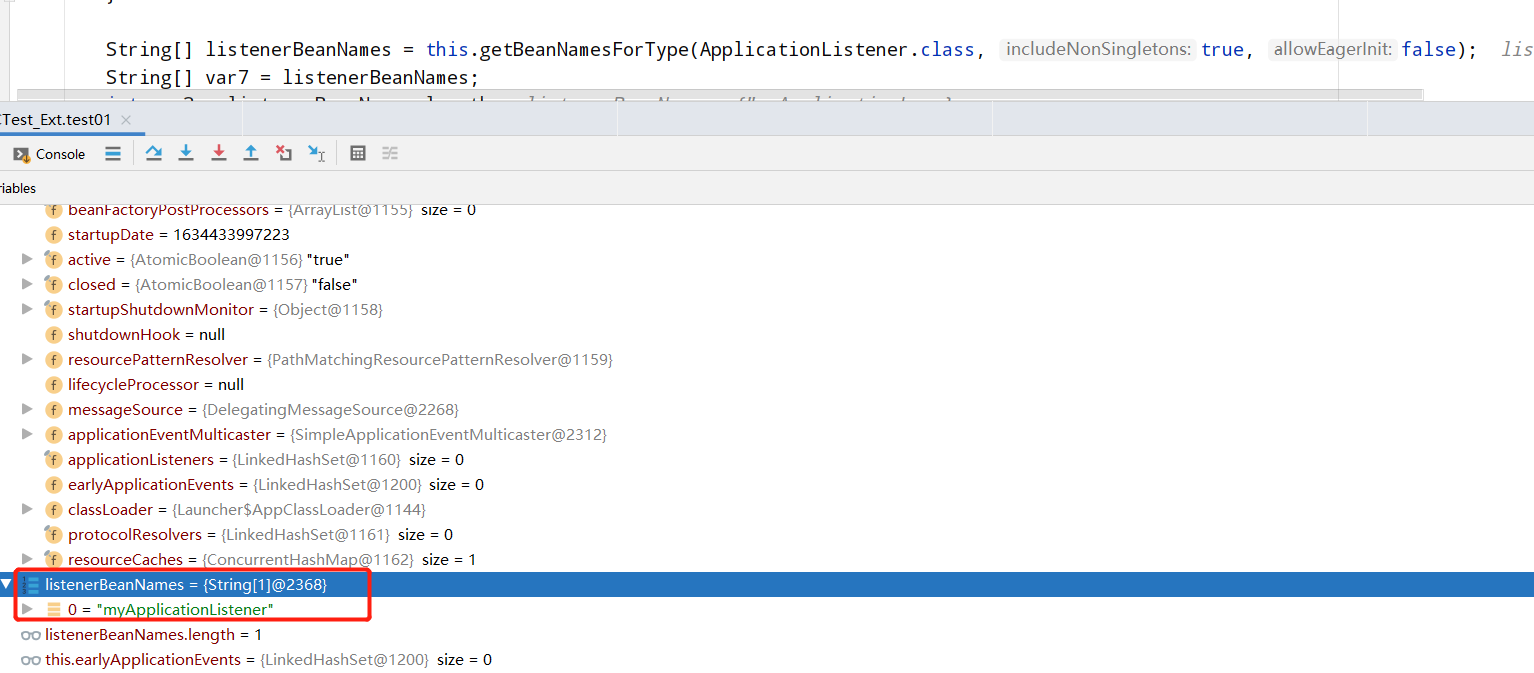 String[] listenerBeanNames = this.getBeanNamesForType(ApplicationListener.class, includeNonSingletons: true, allowEagerInit: false); lis
String[] var7 = listenerBeanNames;
CTest_Ext.test01
Console
riables
beanFactoryPostProcessors = {ArrayList@1155} size = 0
startupDate = 1634433997223
active = {AtomicBoolean@1156} "true"
closed = {AtomicBoolean@1157} "false"
startupShutdownMonitor = {Object@1158}
shutdownHook = null
resourcePatternResolver = {PathMatchingResourcePatternResolver@1159}
lifecycleProcessor = null
messageSource = {DelegatingMessageSource@2268}
applicationEventMulticaster = {SimpleApplicationEventMulticaster@2312}
applicationListeners = {LinkedHashSet@1160} size = 0
earlyApplicationEvents = {LinkedHashSet@1200} size = 0
classLoader = {Launcher$AppClassLoader@1144}
protocolResolvers = {LinkedHashSet@1161} size = 0
resourceCaches = {ConcurrentHashMap@1162} size = 1
listenerBeanNames = {String[1]@2368}
0 = "myApplicationListener"
listenerBeanNames.length = 1
this.earlyApplicationEvents = {LinkedHashSet@1200} size = 0